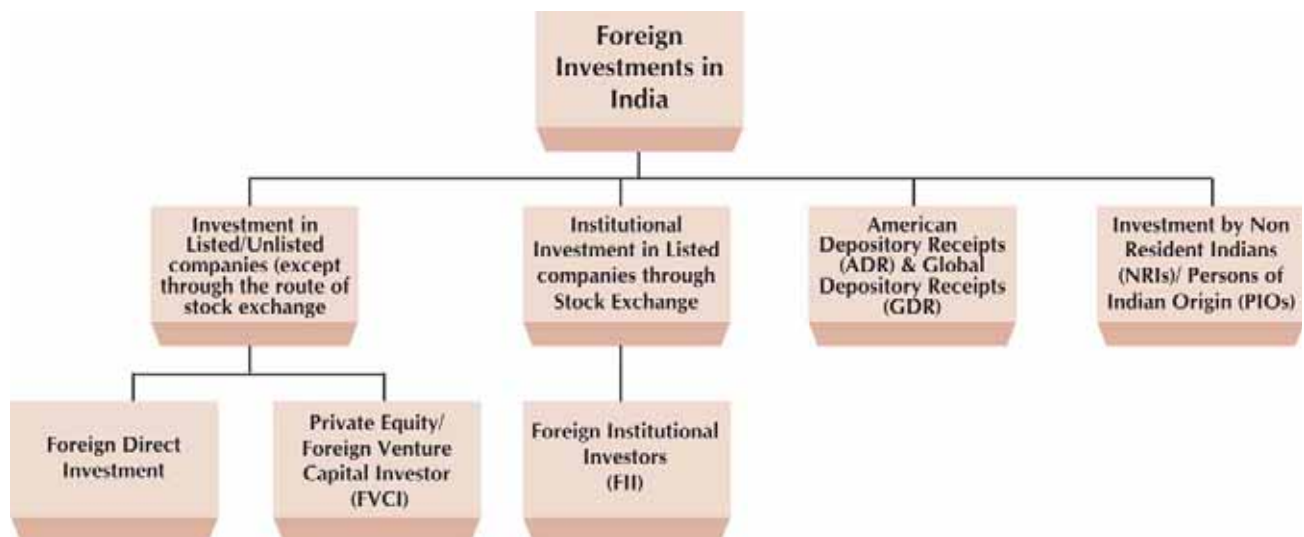 Foreign
Investments in
India
Investment in
Listed/Unlisted
companies (except
through the route of
stock exchange
Institutional
Investment in Listed
companies through
Stock Exchange
American
Depository Receipts
(ADR) & Global
Depository Receipts
(GDR)
Investment by Non
Resident Indians
(NRIs)/ Persons of
Indian Origin (PIOs)
Foreign Direct
Investment
Private Equity/
Foreign Venture
Capital Investor
(FVCI)
Foreign Institutional
Investors
(FII)